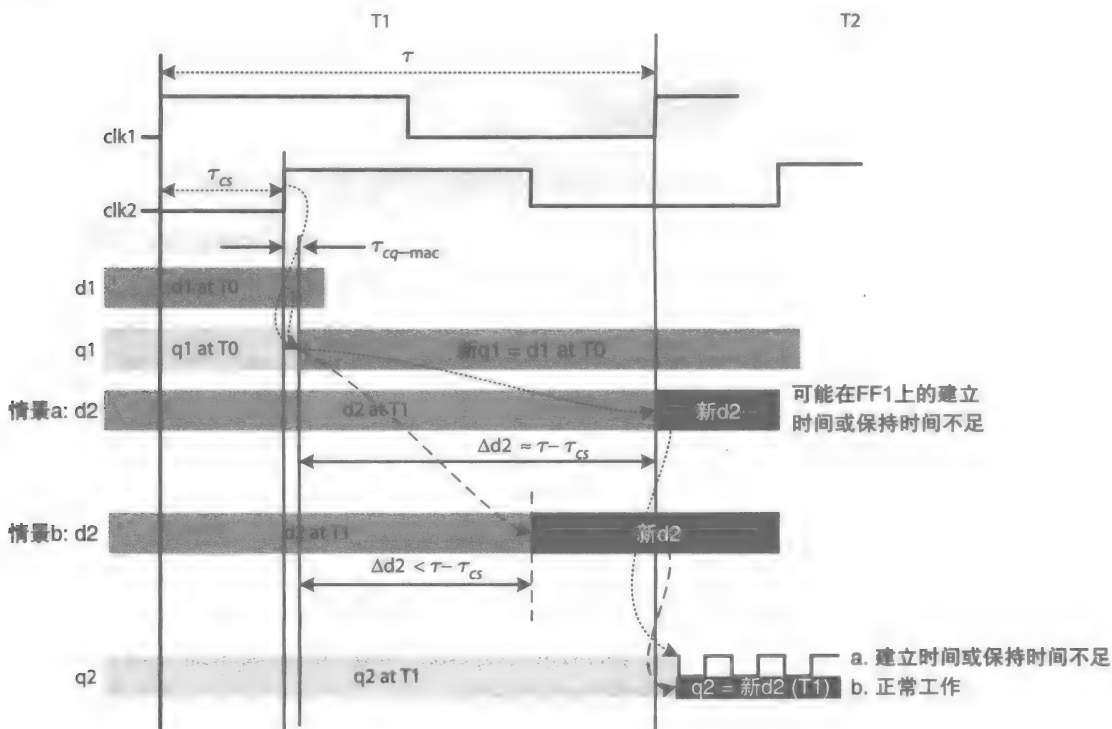 T1 T2
τ
clk1
τcs
clk2
τcq-mac
d1 d1 at T0
q1 q1 at T0 新q1 = d1 at T0
情景a: d2 d2 at T1 新d2 可能在FF1上的建立
时间或保持时间不足
Δd2 ≈ τ- τcs
情景b: d2 d2 at T1 新d2
Δd2 < τ- τcs
a. 建立时间或保持时间不足
q2 q2 at T1 q2 = 新d2 (T1) b. 正常工作